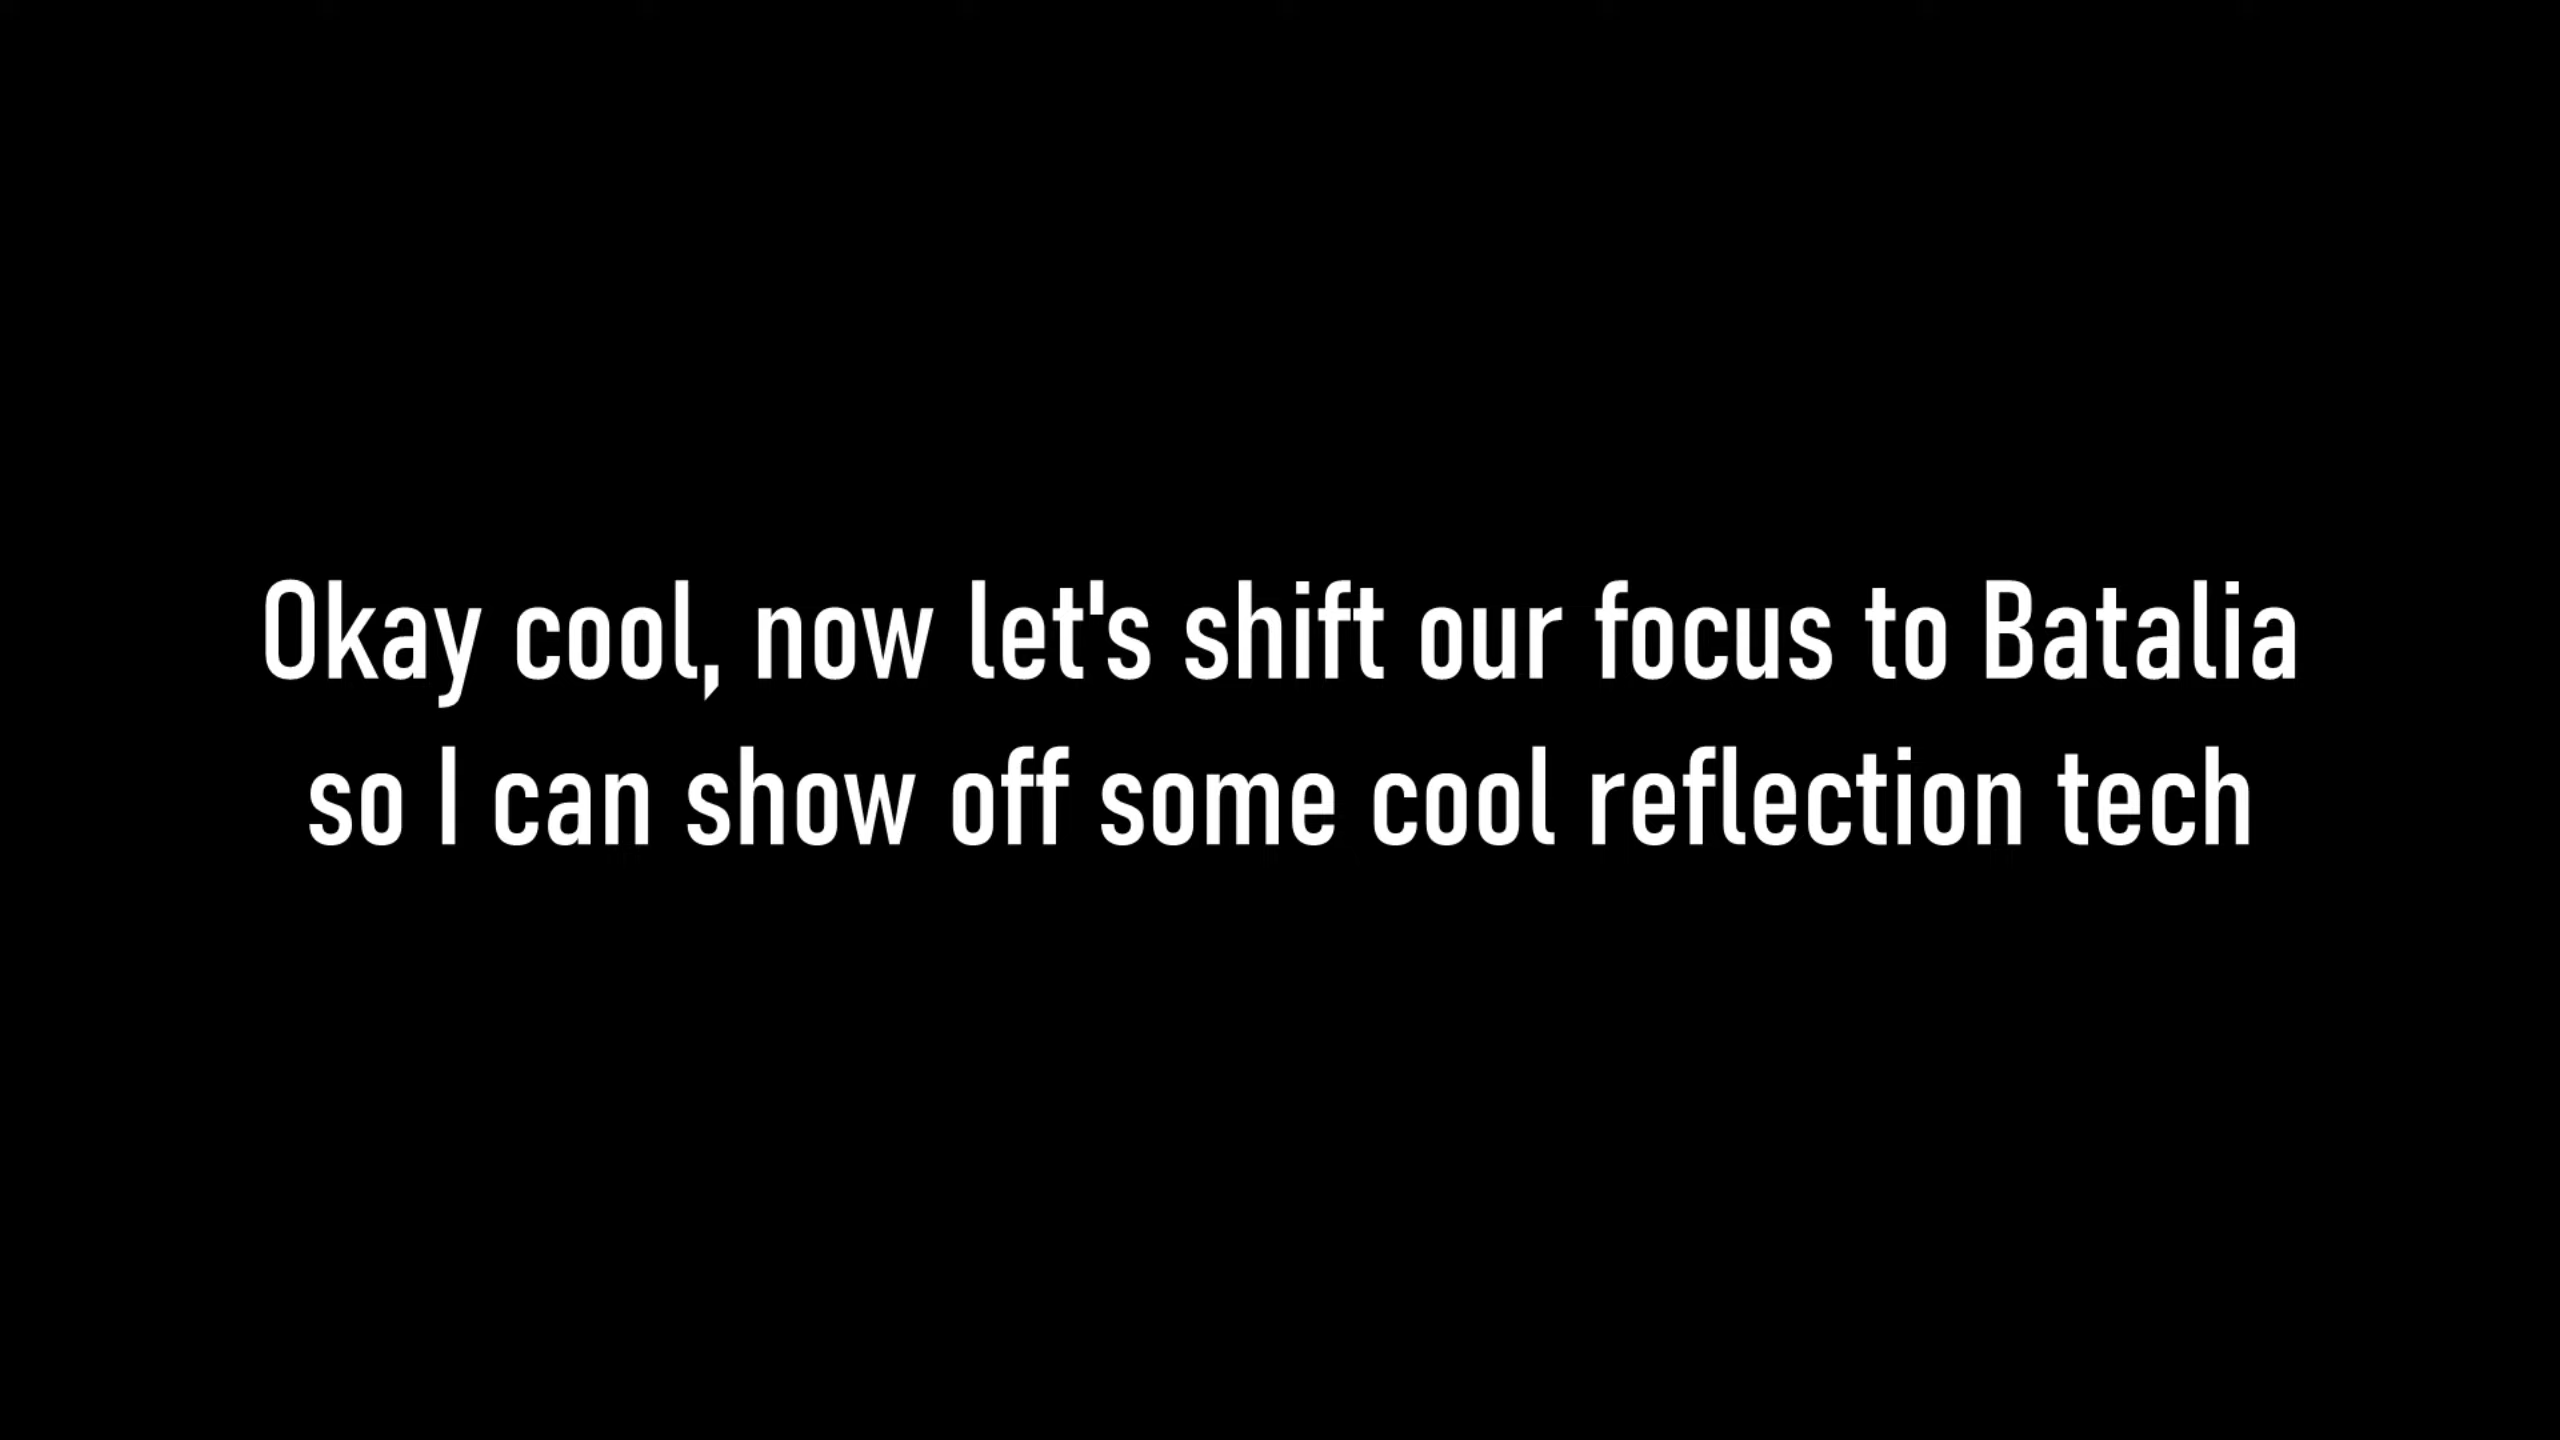 Okay cool, now let's shift our focus to Batalia
so I can show off some cool reflection tech